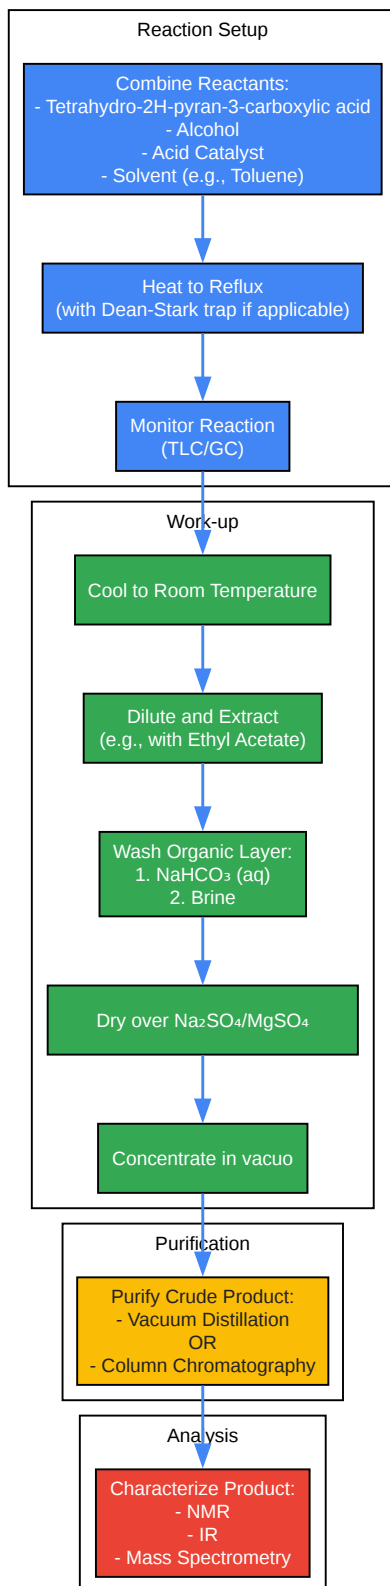 Reaction Setup
Combine Reactants:
- Tetrahydro-2H-pyran-3-carboxylic acid
- Alcohol
- Acid Catalyst
- Solvent (e.g., Toluene)
Heat to Reflux
(with Dean-Stark trap if applicable)
Monitor Reaction
(TLC/GC)
Work-up
Cool to Room Temperature
Dilute and Extract
(e.g., with Ethyl Acetate)
Wash Organic Layer:
1. NaHCO₃ (aq)
2. Brine
Dry over Na₂SO₄/MgSO₄
Concentrate in vacuo
Purification
Purify Crude Product:
- Vacuum Distillation
OR
- Column Chromatography
Analysis
Characterize Product:
- NMR
- IR
- Mass Spectrometry